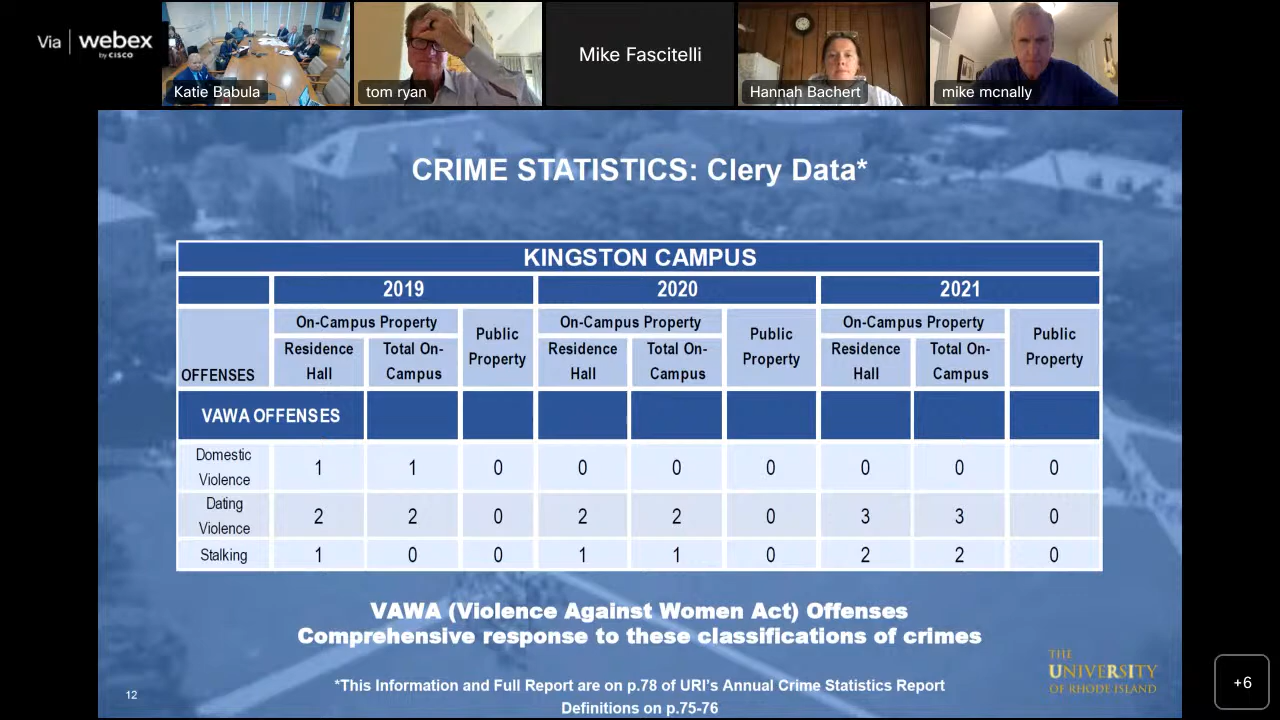 Via | webex
by CISCO
Katie Babula
tom ryan
Mike Fascitelli
Hannah Bachert
mike mcnally
CRIME STATISTICS: Clery Data*
KINGSTON CAMPUS
2019 2020 2021
OFFENSES On-Campus Property Public Property On-Campus Property Public Property On-Campus Property Public Property
Residence Hall Total On-Campus Residence Hall Total On-Campus Residence Hall Total On-Campus
VAWA OFFENSES
Domestic Violence 1 1 0 0 0 0 0 0 0
Dating Violence 2 2 0 2 2 0 3 3 0
Stalking 1 0 0 1 1 0 2 2 0
VAWA (Violence Against Women Act) Offenses
Comprehensive response to these classifications of crimes
*This Information and Full Report are on p.78 of URI's Annual Crime Statistics Report
Definitions on p.75-76
12
THE
UNIVERSITY
OF RHODE ISLAND
+6